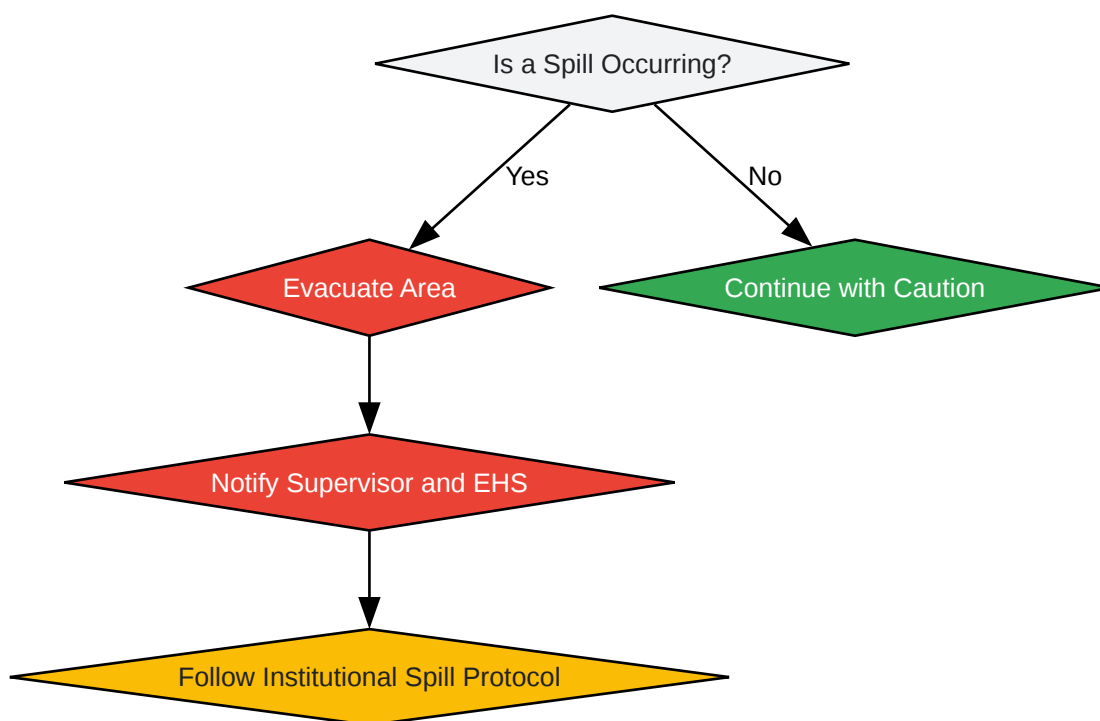 Is a Spill Occurring?
Yes
No
Evacuate Area
Continue with Caution
Notify Supervisor and EHS
Follow Institutional Spill Protocol